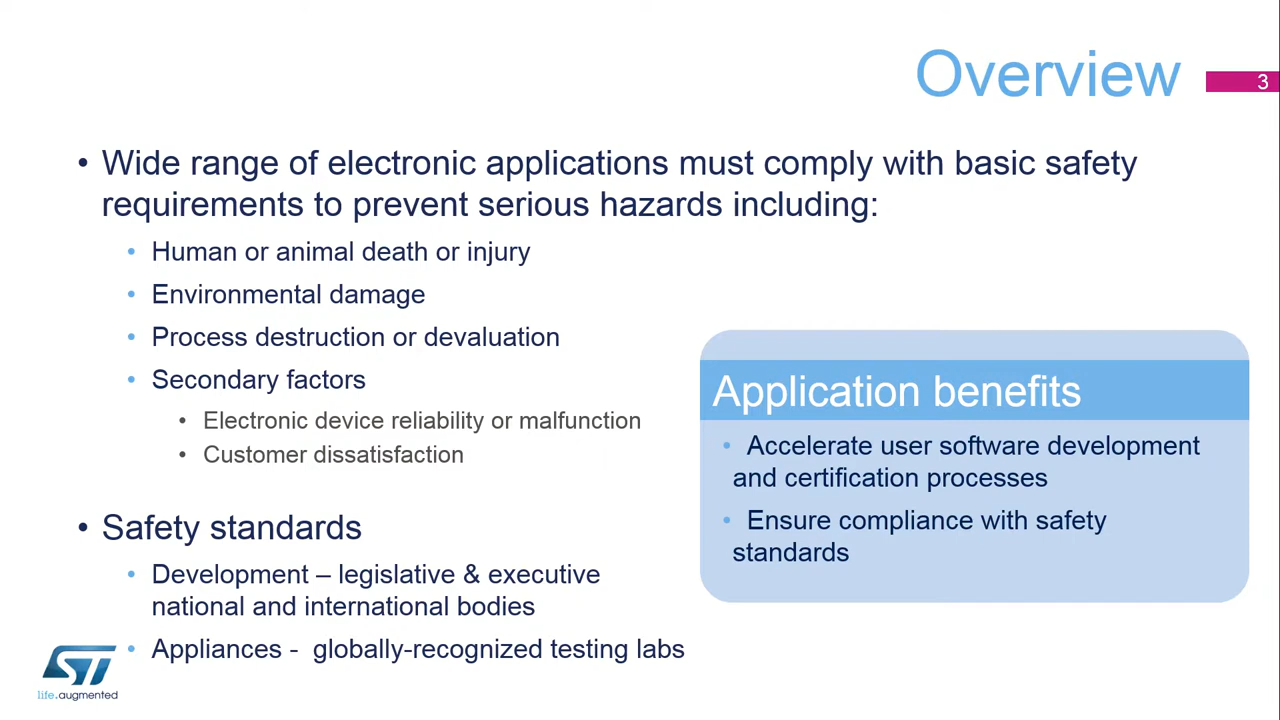 Overview
3
• Wide range of electronic applications must comply with basic safety
requirements to prevent serious hazards including:
• Human or animal death or injury
• Environmental damage
• Process destruction or devaluation
• Secondary factors
• Electronic device reliability or malfunction
• Customer dissatisfaction
• Safety standards
• Development – legislative & executive
national and international bodies
• Appliances - globally-recognized testing labs
Application benefits
• Accelerate user software development
and certification processes
• Ensure compliance with safety
standards
ST
life.augmented